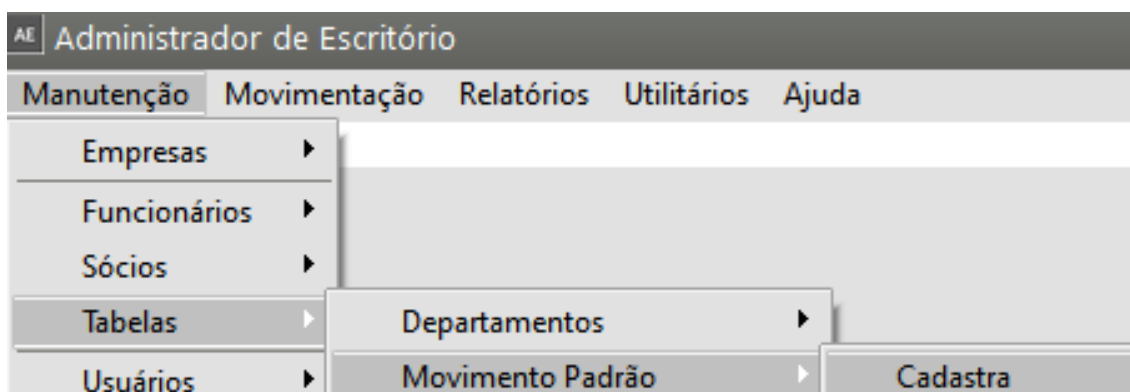 AE Administrador de Escritório
Manutenção Movimentação Relatórios Utilitários Ajuda
Empresas
Funcionários
Sócios
Tabelas Departamentos
Usuários Movimento Padrão Cadastra